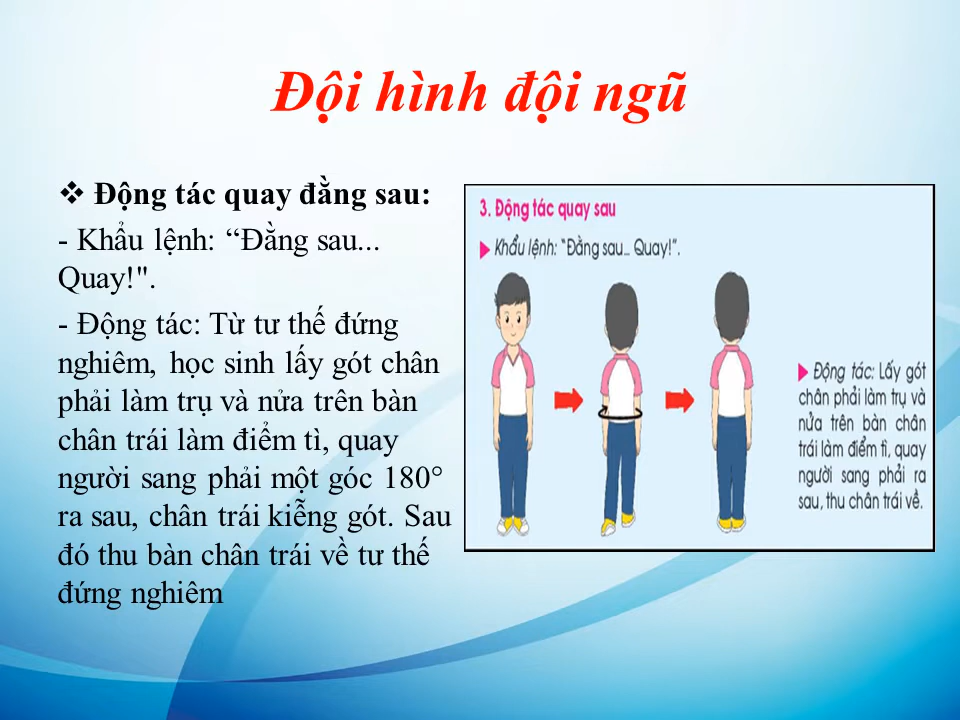 Đội hình đội ngũ
❖ Động tác quay đằng sau:
- Khẩu lệnh: “Đằng sau...
Quay!".
- Động tác: Từ tư thế đứng
nghiêm, học sinh lấy gót chân
phải làm trụ và nửa trên bàn
chân trái làm điểm tì, quay
người sang phải một góc 180°
ra sau, chân trái kiễng gót. Sau
đó thu bàn chân trái về tư thế
đứng nghiêm
3. Động tác quay sau
Khẩu lệnh: “Đằng sau... Quay!”.
Động tác: Lấy gót
chân phải làm trụ và
nửa trên bàn chân
trái làm điểm tì, quay
người sang phải ra
sau, thu chân trái về.